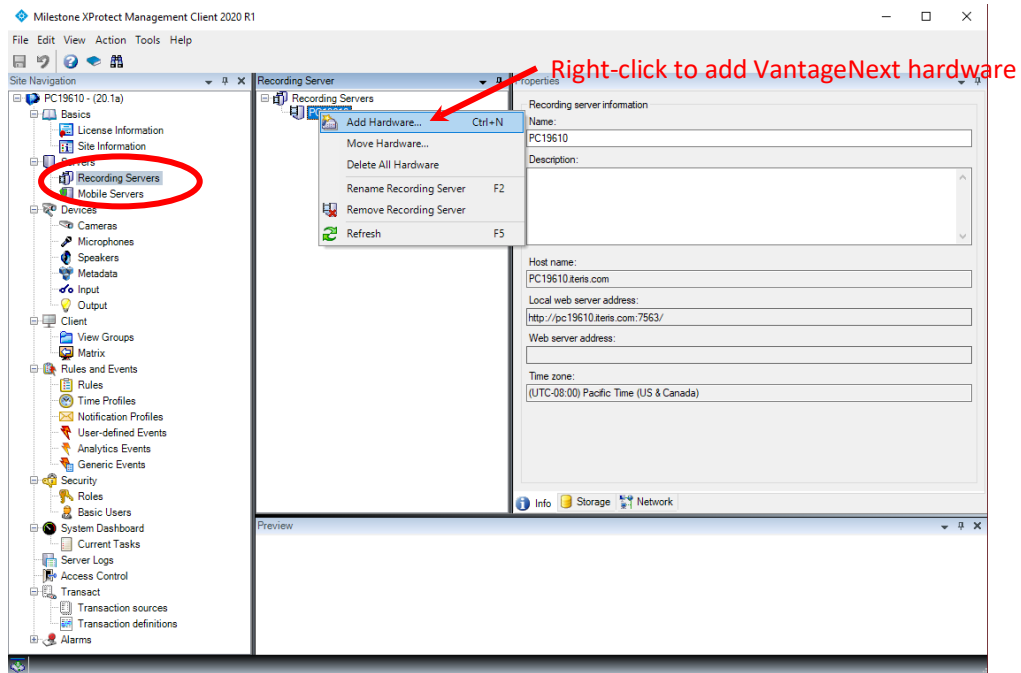 Milestone XProtect Management Client 2020 R1
File Edit View Action Tools Help
Site Navigation
PC19610 - (20.1a)
Basics
License Information
Site Information
Servers
Recording Servers
Mobile Servers
Devices
Cameras
Microphones
Speakers
Metadata
Input
Output
Client
View Groups
Matrix
Rules and Events
Rules
Time Profiles
Notification Profiles
User-defined Events
Analytics Events
Generic Events
Security
Roles
Basic Users
System Dashboard
Current Tasks
Server Logs
Access Control
Transact
Transaction sources
Transaction definitions
Alarms
Recording Server
Recording Servers
Add Hardware... Ctrl+N
Move Hardware...
Delete All Hardware
Rename Recording Server F2
Remove Recording Server
Refresh F5
Right-click to add VantageNext hardware
Properties
Recording server information
Name:
PC19610
Description:
Host name:
PC19610.iteris.com
Local web server address:
http://pc19610.iteris.com:7563/
Web server address:
Time zone:
(UTC-08:00) Pacific Time (US & Canada)
Info Storage Network
Preview